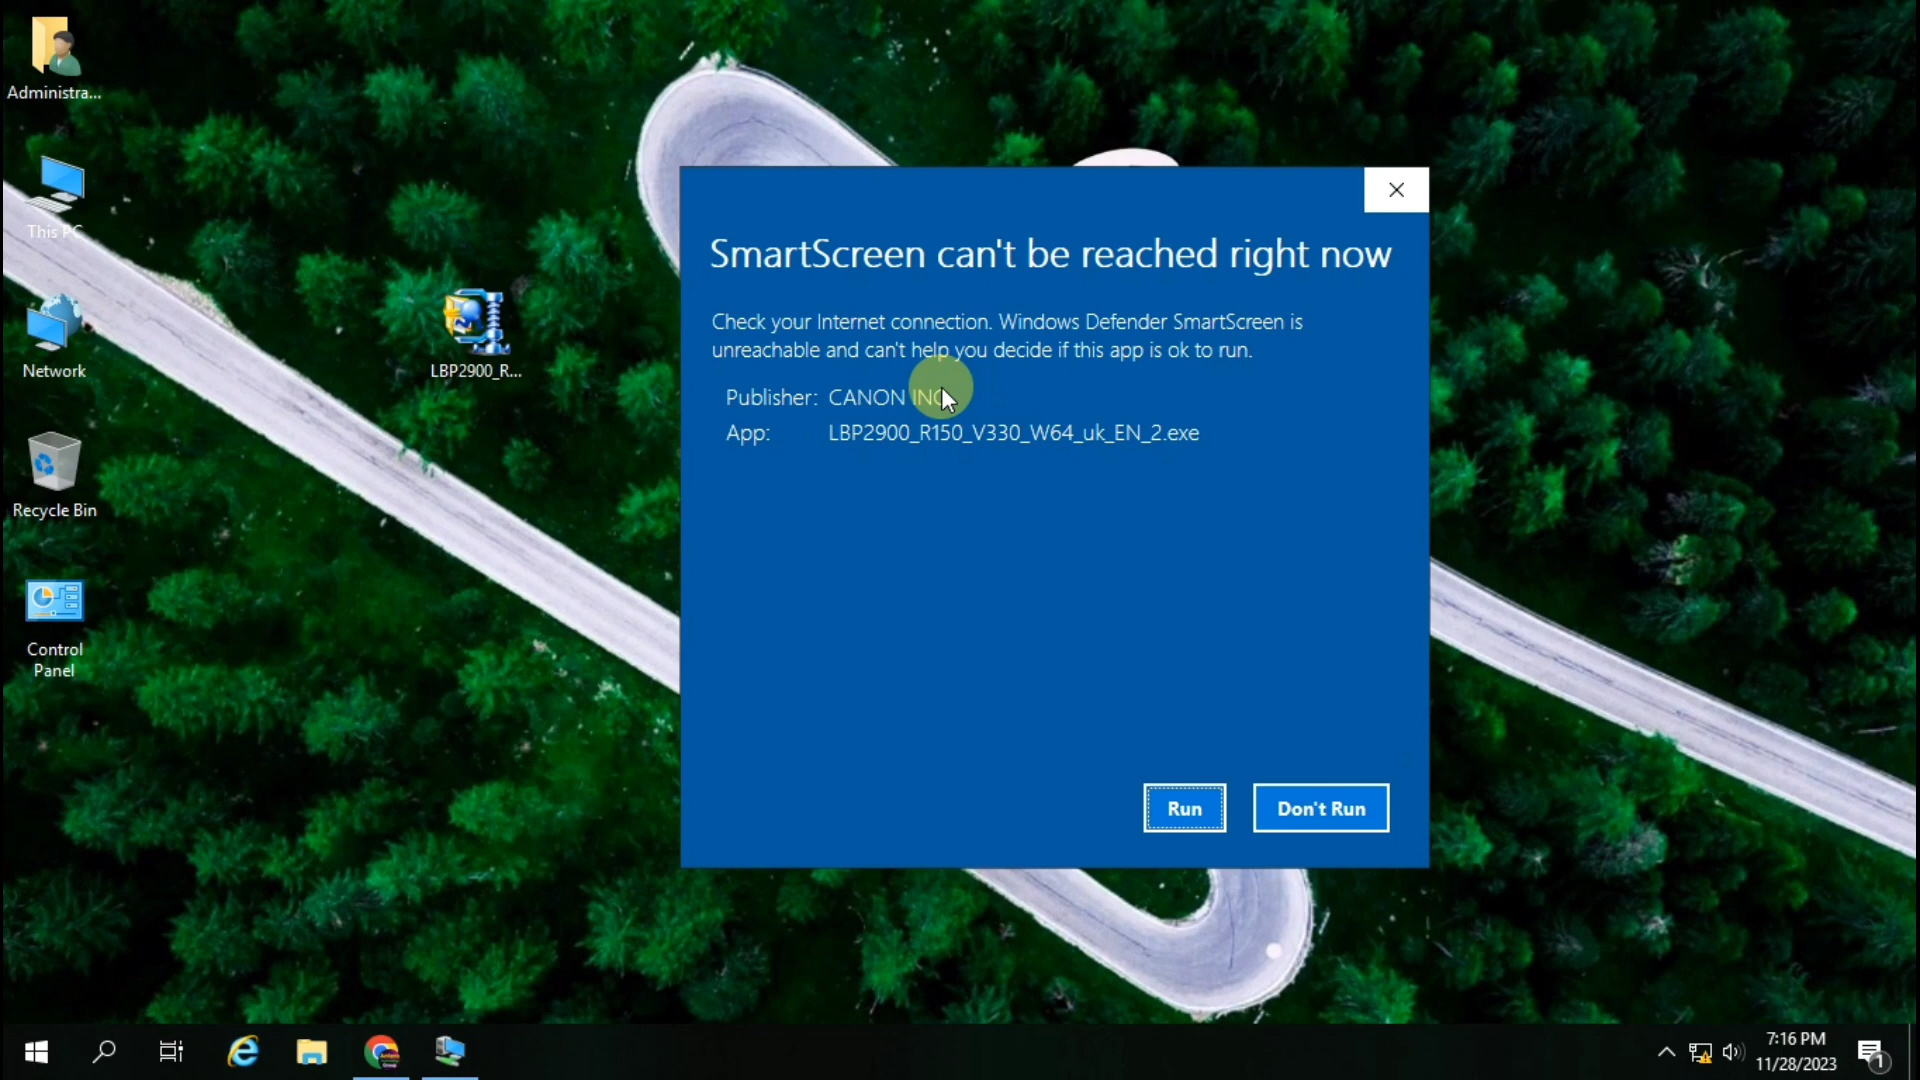 Administra...
This PC
Network
LBP2900_R...
Recycle Bin
Control
Panel
SmartScreen can't be reached right now
Check your Internet connection. Windows Defender SmartScreen is
unreachable and can't help you decide if this app is ok to run.
Publisher: CANON INC
App: LBP2900_R150_V330_W64_uk_EN_2.exe
Run
Don't Run
7:16 PM
11/28/2023
1